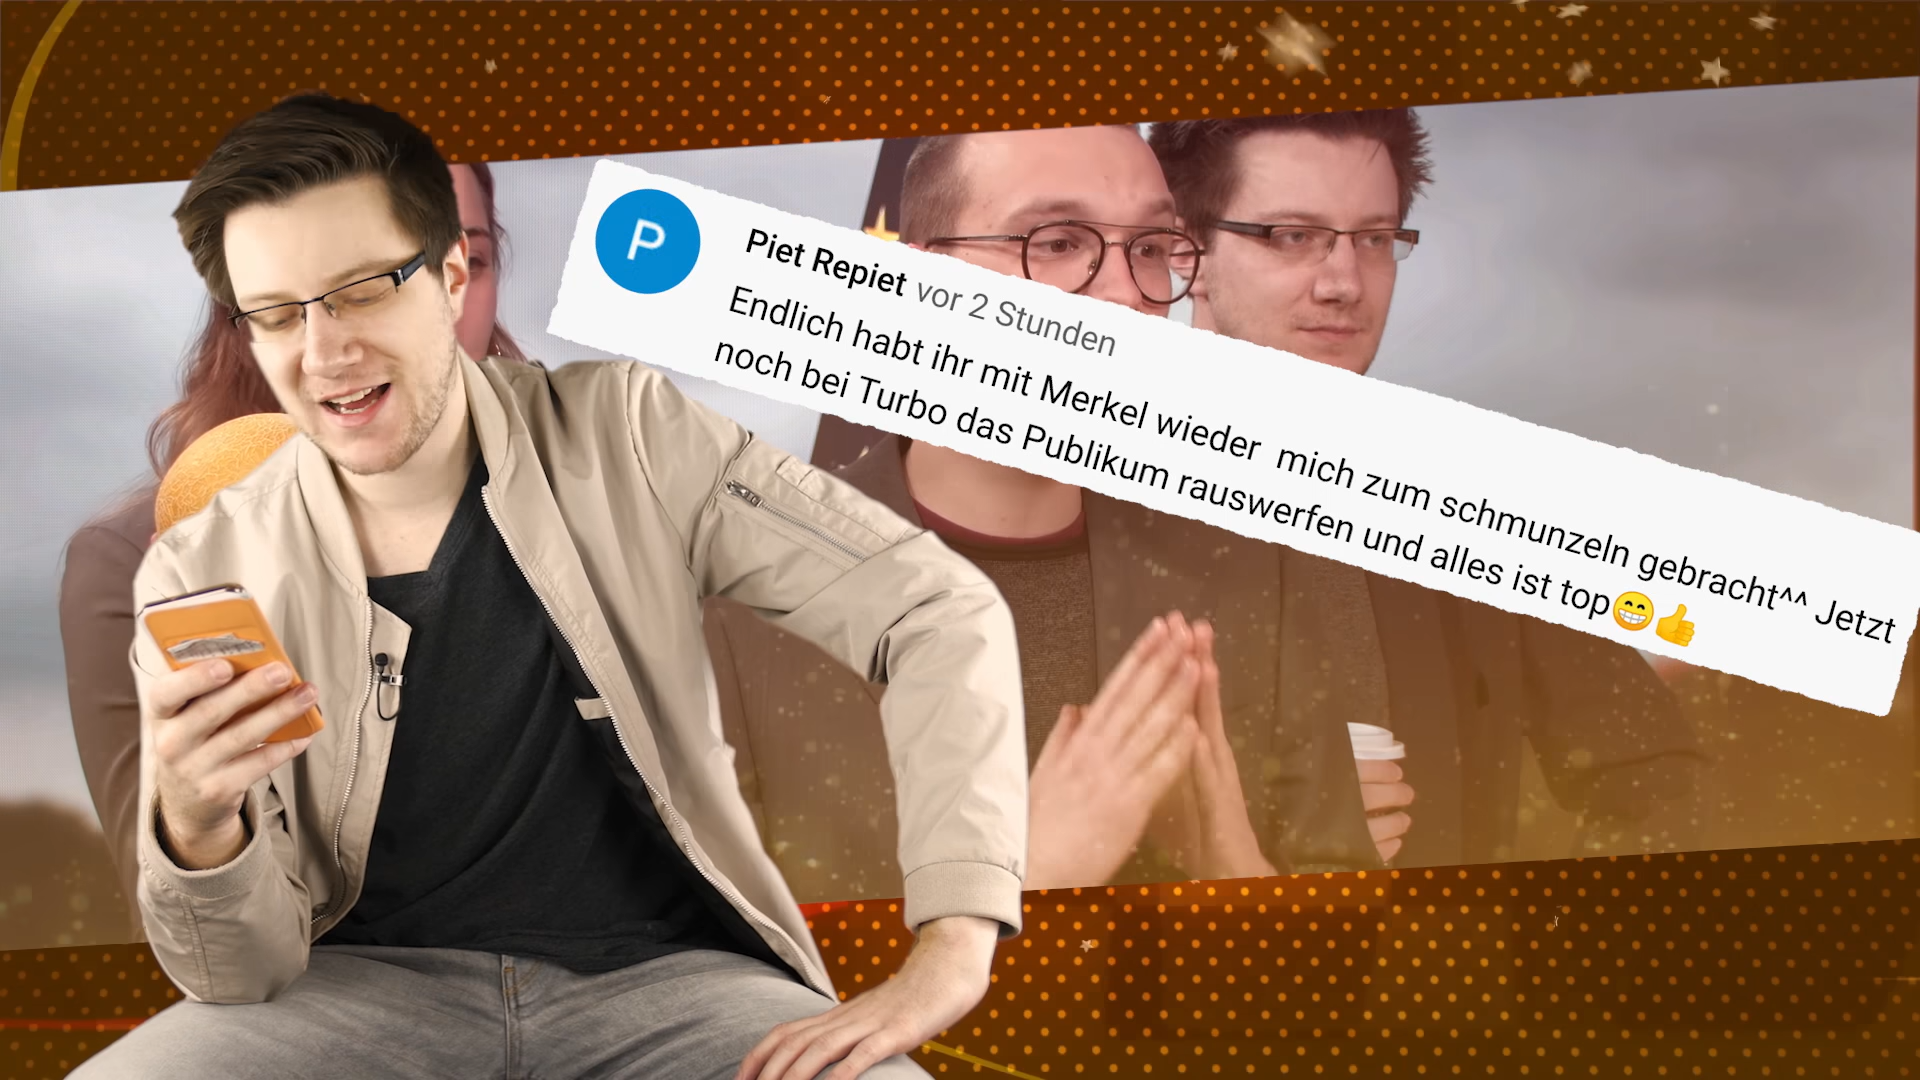 P
Piet Repiet vor 2 Stunden
Endlich habt ihr mit Merkel wieder mich zum schmunzeln gebracht^^ Jetzt
noch bei Turbo das Publikum rauswerfen und alles ist top😁👍